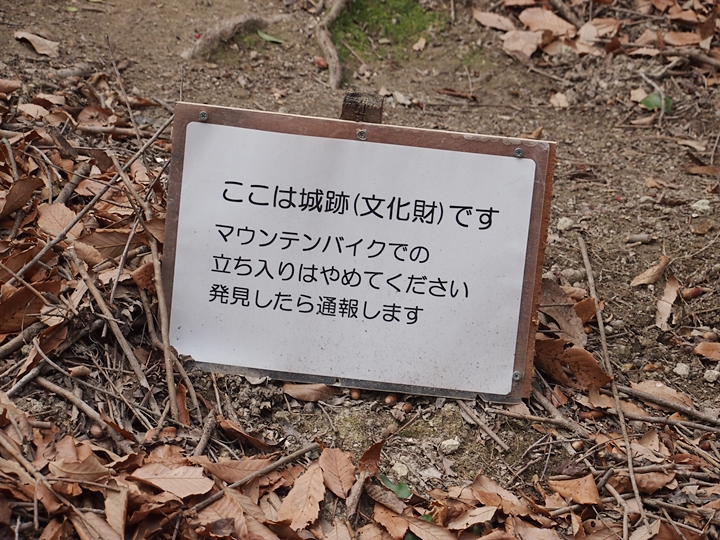 ここは城跡(文化財)です
マウンテンバイクでの
立ち入りはやめてください
発見したら通報します